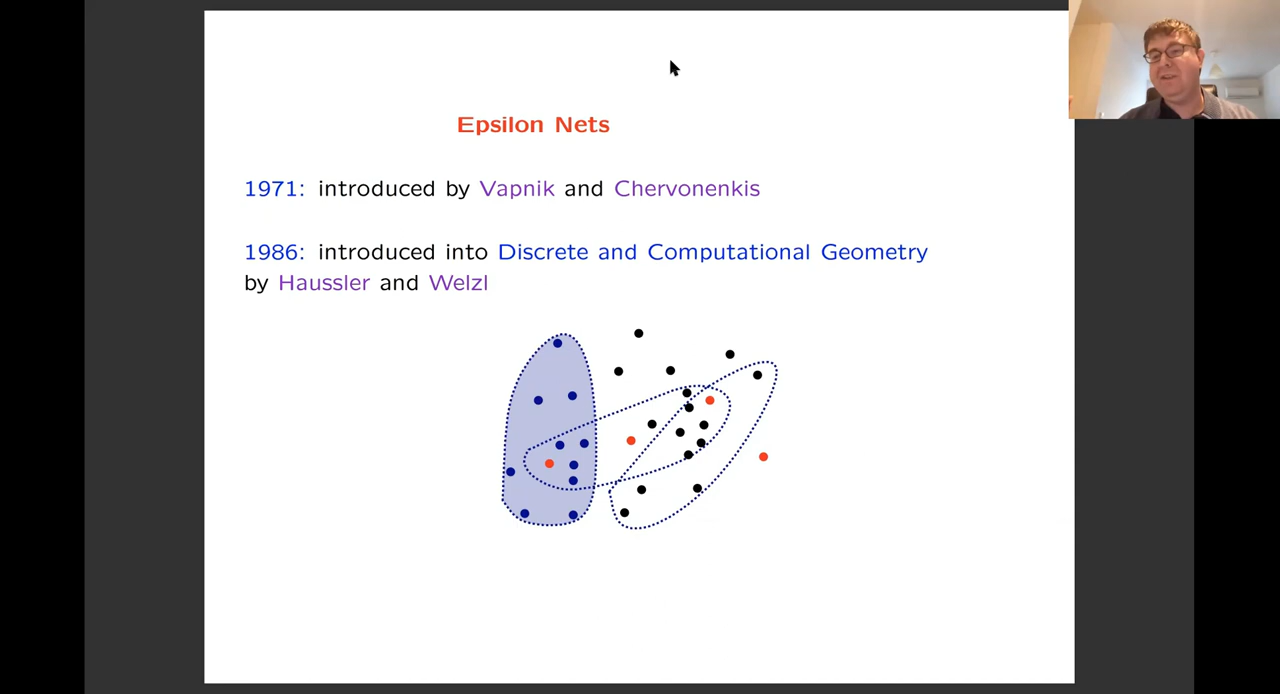 Epsilon Nets
1971: introduced by Vapnik and Chervonenkis
1986: introduced into Discrete and Computational Geometry
by Haussler and Welzl